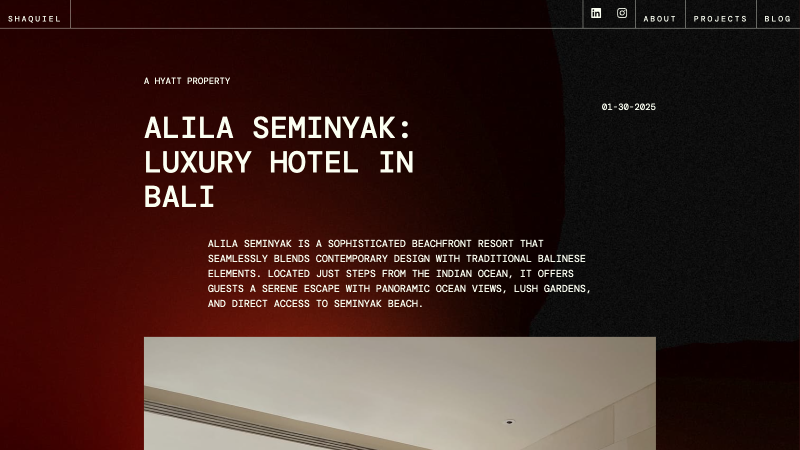 SHAQUIEL
ABOUT
PROJECTS
BLOG
A HYATT PROPERTY
01-30-2025
ALILA SEMINYAK:
LUXURY HOTEL IN
BALI
ALILA SEMINYAK IS A SOPHISTICATED BEACHFRONT RESORT THAT
SEAMLESSLY BLENDS CONTEMPORARY DESIGN WITH TRADITIONAL BALINESE
ELEMENTS. LOCATED JUST STEPS FROM THE INDIAN OCEAN, IT OFFERS
GUESTS A SERENE ESCAPE WITH PANORAMIC OCEAN VIEWS, LUSH GARDENS,
AND DIRECT ACCESS TO SEMINYAK BEACH.